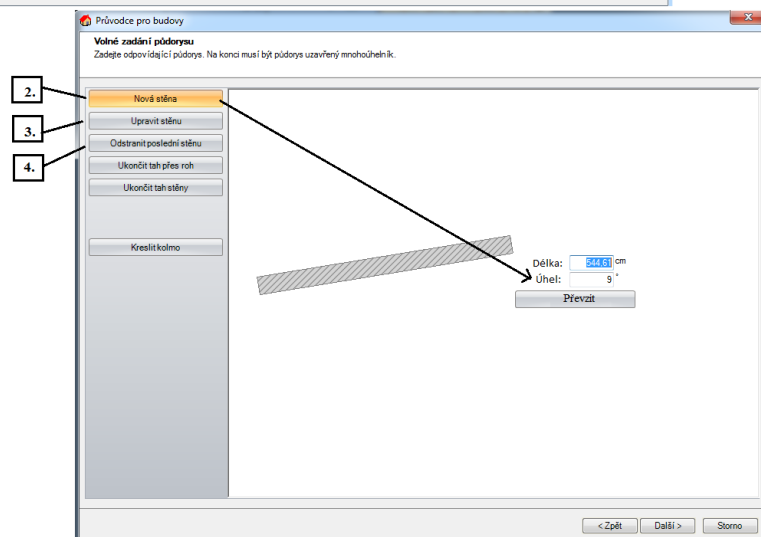 Průvodce pro budovy
Volné zadání půdorysu
Zadejte odpovídající půdorys. Na konci musí být půdorys uzavřený mnohoúhelník.
2.
Nová stěna
3.
Upravit stěnu
4.
Odstranit poslední stěnu
Ukončit tah přes roh
Ukončit tah stěny
Kreslit kolmo
Délka: 544.61 cm
Úhel: 9 °
Převzít
< Zpět
Další >
Storno